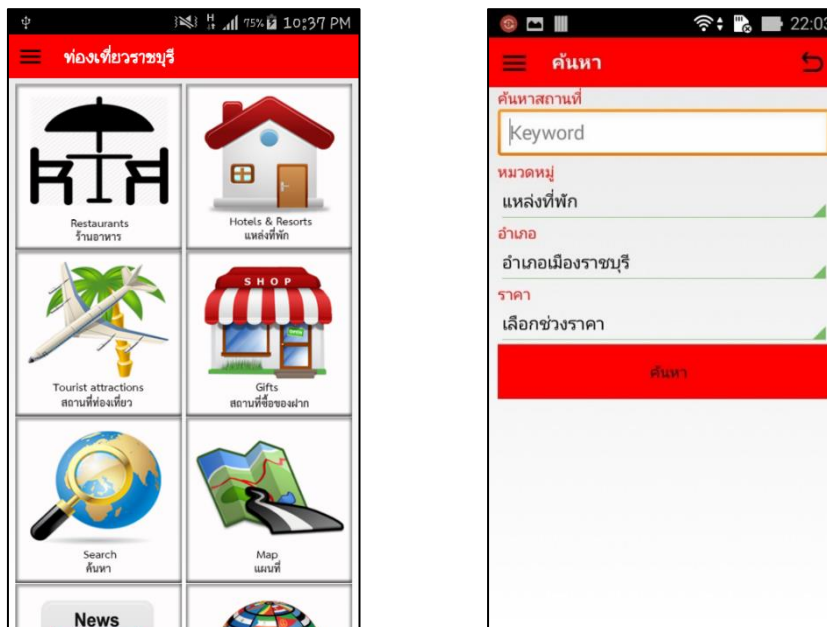 75% 10:37 PM
ท่องเที่ยวราชบุรี
Restaurants
ร้านอาหาร
Hotels & Resorts
แหล่งที่พัก
SHOP
OPEN
Tourist attractions
สถานที่ท่องเที่ยว
Gifts
สถานที่ซื้อของฝาก
Search
ค้นหา
Map
แผนที่
News
22:03
ค้นหา
ค้นหาสถานที่
Keyword
หมวดหมู่
แหล่งที่พัก
อำเภอ
อำเภอเมืองราชบุรี
ราคา
เลือกช่วงราคา
ค้นหา